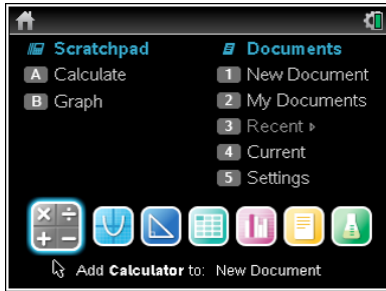 Scratchpad
A Calculate
B Graph
Documents
1 New Document
2 My Documents
3 Recent ▸
4 Current
5 Settings
Add Calculator to: New Document